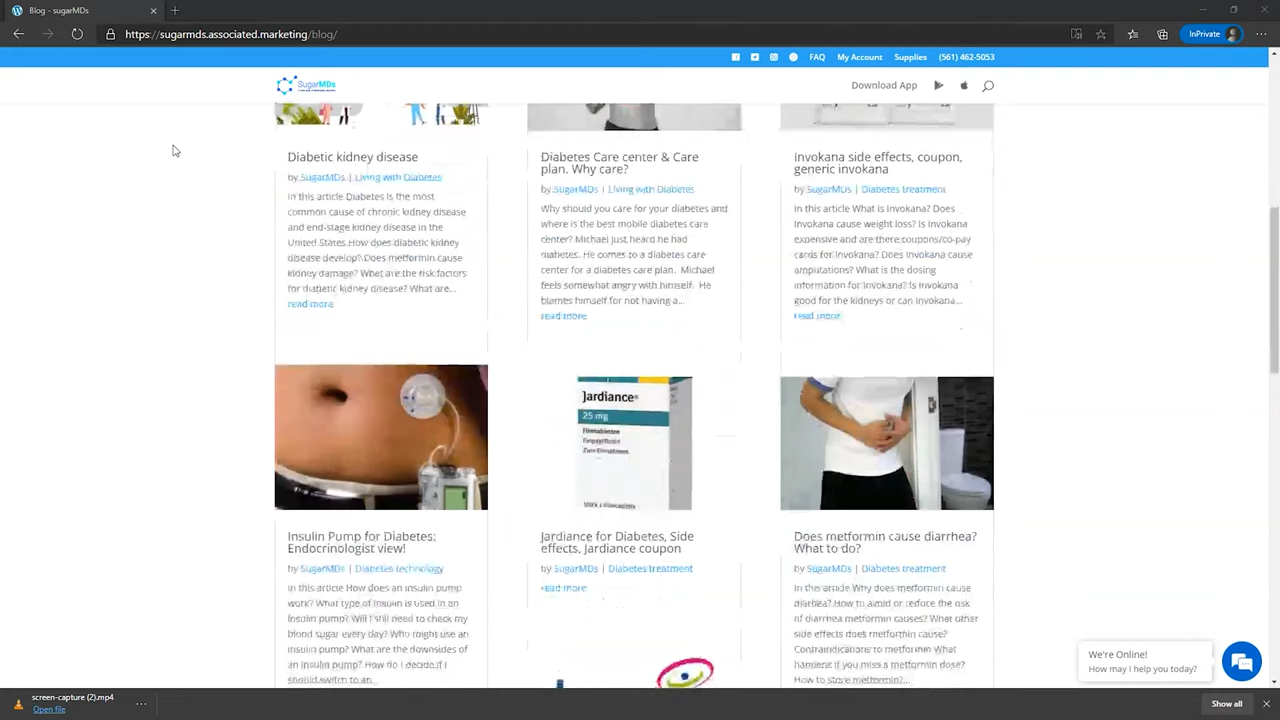 Blog - sugarMDs
https://sugarmds.associated.marketing/blog/
InPrivate
FAQ
My Account
Supplies
(561) 462-5053
SugarMDs
Download App
Diabetic kidney disease
by SugarMDs | Living with Diabetes
In this article Diabetes is the most
common cause of chronic kidney disease
and end-stage kidney disease in the
United States. How does diabetic kidney
disease develop? Does metformin cause
kidney damage? What are the risk factors
for diabetic kidney disease? What are...
read more
Diabetes Care center & Care
plan. Why care?
by SugarMDs | Living with Diabetes
Why should you care for your diabetes and
where is the best mobile diabetes care
center? Michael just heard he had
diabetes. He comes to a diabetes care
center for a diabetes care plan. Michael
feels somewhat angry with himself. He
blames himself for not having a...
read more
Invokana side effects, coupon,
generic invokana
by SugarMDs | Diabetes treatment
In this article What is Invokana? Does
Invokana cause weight loss? Is Invokana
expensive and are there coupons/co-pay
cards for Invokana? Does Invokana cause
amputations? What is the dosing
information for Invokana? Is Invokana
good for the kidneys or can Invokana...
read more
Jardiance®
25 mg
Filmtabletten
Empagliflozin
Zum Einnehmen
Insulin Pump for Diabetes;
Endocrinologist view!
by SugarMDs | Diabetes technology
In this article How does an insulin pump
work? What type of insulin is used in an
insulin pump? Will I still need to check my
blood sugar every day? Who might use an
insulin pump? What are the downsides of
an insulin pump? How do I decide if I
should switch to an...
Jardiance for Diabetes, Side
effects, Jardiance coupon
by SugarMDs | Diabetes treatment
read more
Does metformin cause diarrhea?
What to do?
by SugarMDs | Diabetes treatment
In this article Why does metformin cause
diarrhea? How to avoid or reduce the risk
of diarrhea metformin causes? What other
side effects does metformin cause?
Contraindications to metformin What
happens if you miss a metformin dose?
How to store metformin?...
We're Online!
How may I help you today?
screen-capture (2).mp4
Open file
Show all